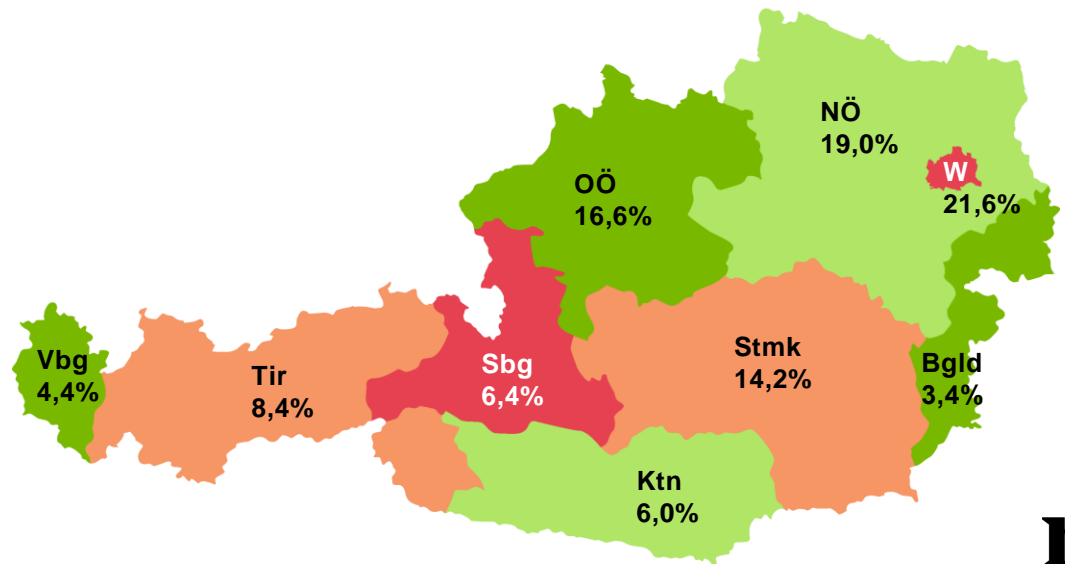 NÖ
19,0%
W
21,6%
OÖ
16,6%
Vbg
4,4%
Tir
8,4%
Sbg
6,4%
Stmk
14,2%
Bgld
3,4%
Ktn
6,0%